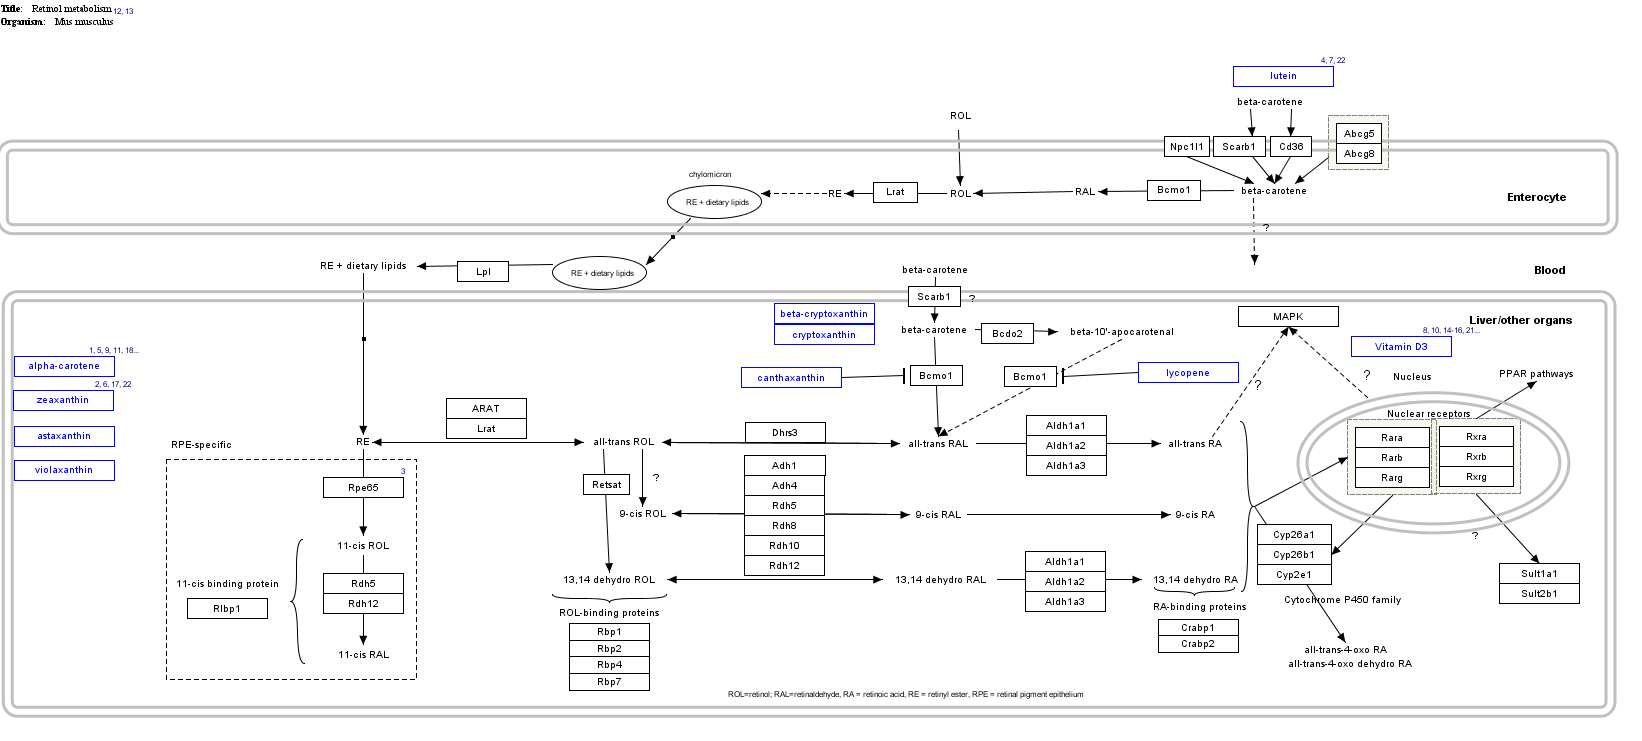 Title: Retinol metabolism 12, 13
Organism: Mus musculus
4, 7, 22
lutein
beta-carotene
ROL
Npc1l1
Scarb1
Cd36
Abcg5
Abcg8
chylomicron
RE + dietary lipids
RE
Lrat
ROL
RAL
Bcmo1
beta-carotene
Enterocyte
?
RE + dietary lipids
Lpl
RE + dietary lipids
beta-carotene
Blood
Scarb1
?
beta-cryptoxanthin
cryptoxanthin
beta-carotene
Bcdo2
beta-10'-apocarotenal
MAPK
Liver/other organs
8, 10, 14-16, 21...
Vitamin D3
1, 5, 9, 11, 18...
alpha-carotene
2, 6, 17, 22
zeaxanthin
astaxanthin
violaxanthin
canthaxanthin
Bcmo1
Bcmo1
lycopene
?
?
Nucleus
PPAR pathways
Nuclear receptors
Rara
Rarb
Rarg
Rxra
Rxrb
Rxrg
RPE-specific
RE
ARAT
Lrat
all-trans ROL
Dhrs3
all-trans RAL
Aldh1a1
Aldh1a2
Aldh1a3
all-trans RA
3
Rpe65
Retsat
?
Adh1
Adh4
Rdh5
Rdh8
Rdh10
Rdh12
9-cis ROL
9-cis RAL
9-cis RA
11-cis ROL
11-cis binding protein
Rlbp1
Rdh5
Rdh12
11-cis RAL
13,14 dehydro ROL
13,14 dehydro RAL
Aldh1a1
Aldh1a2
Aldh1a3
13,14 dehydro RA
Cyp26a1
Cyp26b1
Cyp2e1
Cytochrome P450 family
?
Sult1a1
Sult2b1
ROL-binding proteins
Rbp1
Rbp2
Rbp4
Rbp7
RA-binding proteins
Crabp1
Crabp2
all-trans-4-oxo RA
all-trans-4-oxo dehydro RA
ROL=retinol; RAL=retinaldehyde, RA = retinoic acid, RE = retinyl ester, RPE = retinal pigment epithelium